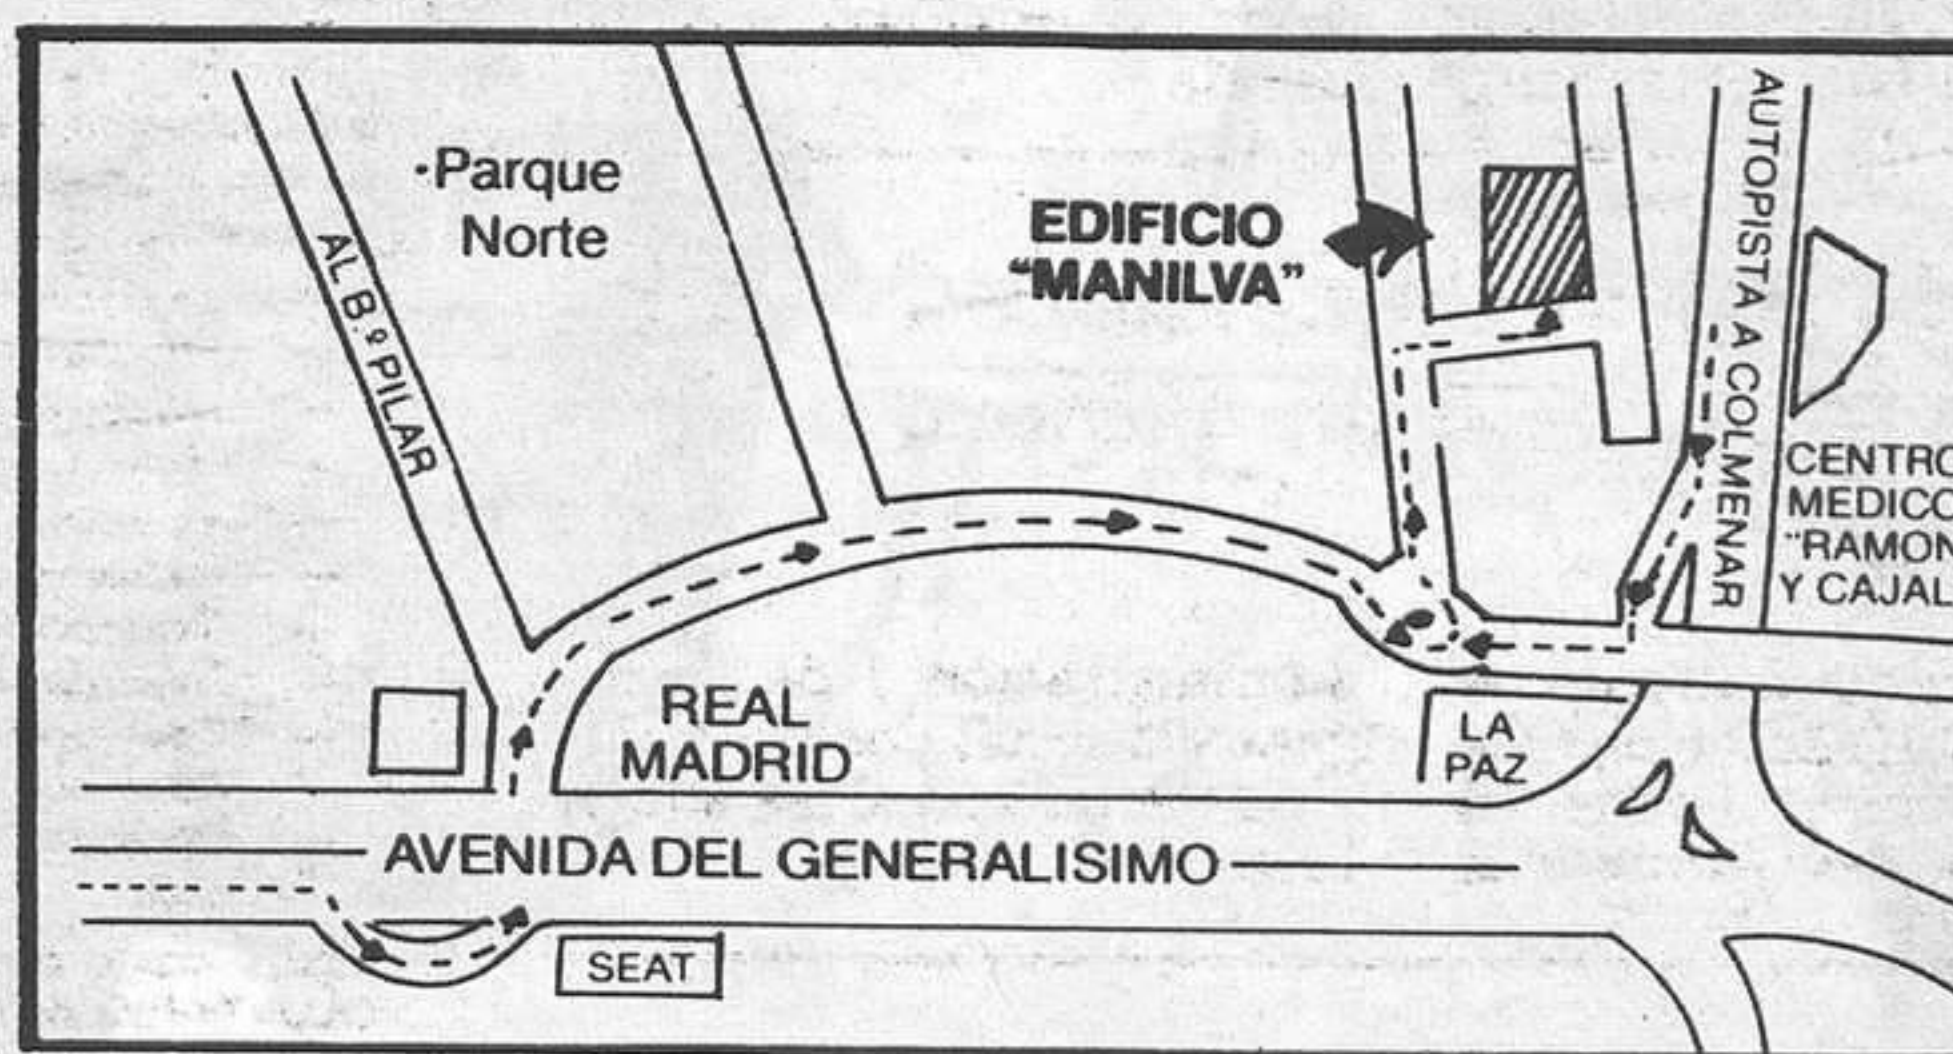 ·Parque
Norte
AL B.º PILAR
EDIFICIO
“MANILVA”
AUTOPISTA A COLMENAR
CENTRO
MEDICO
“RAMON
Y CAJAL
REAL
MADRID
LA
PAZ
AVENIDA DEL GENERALISIMO
SEAT